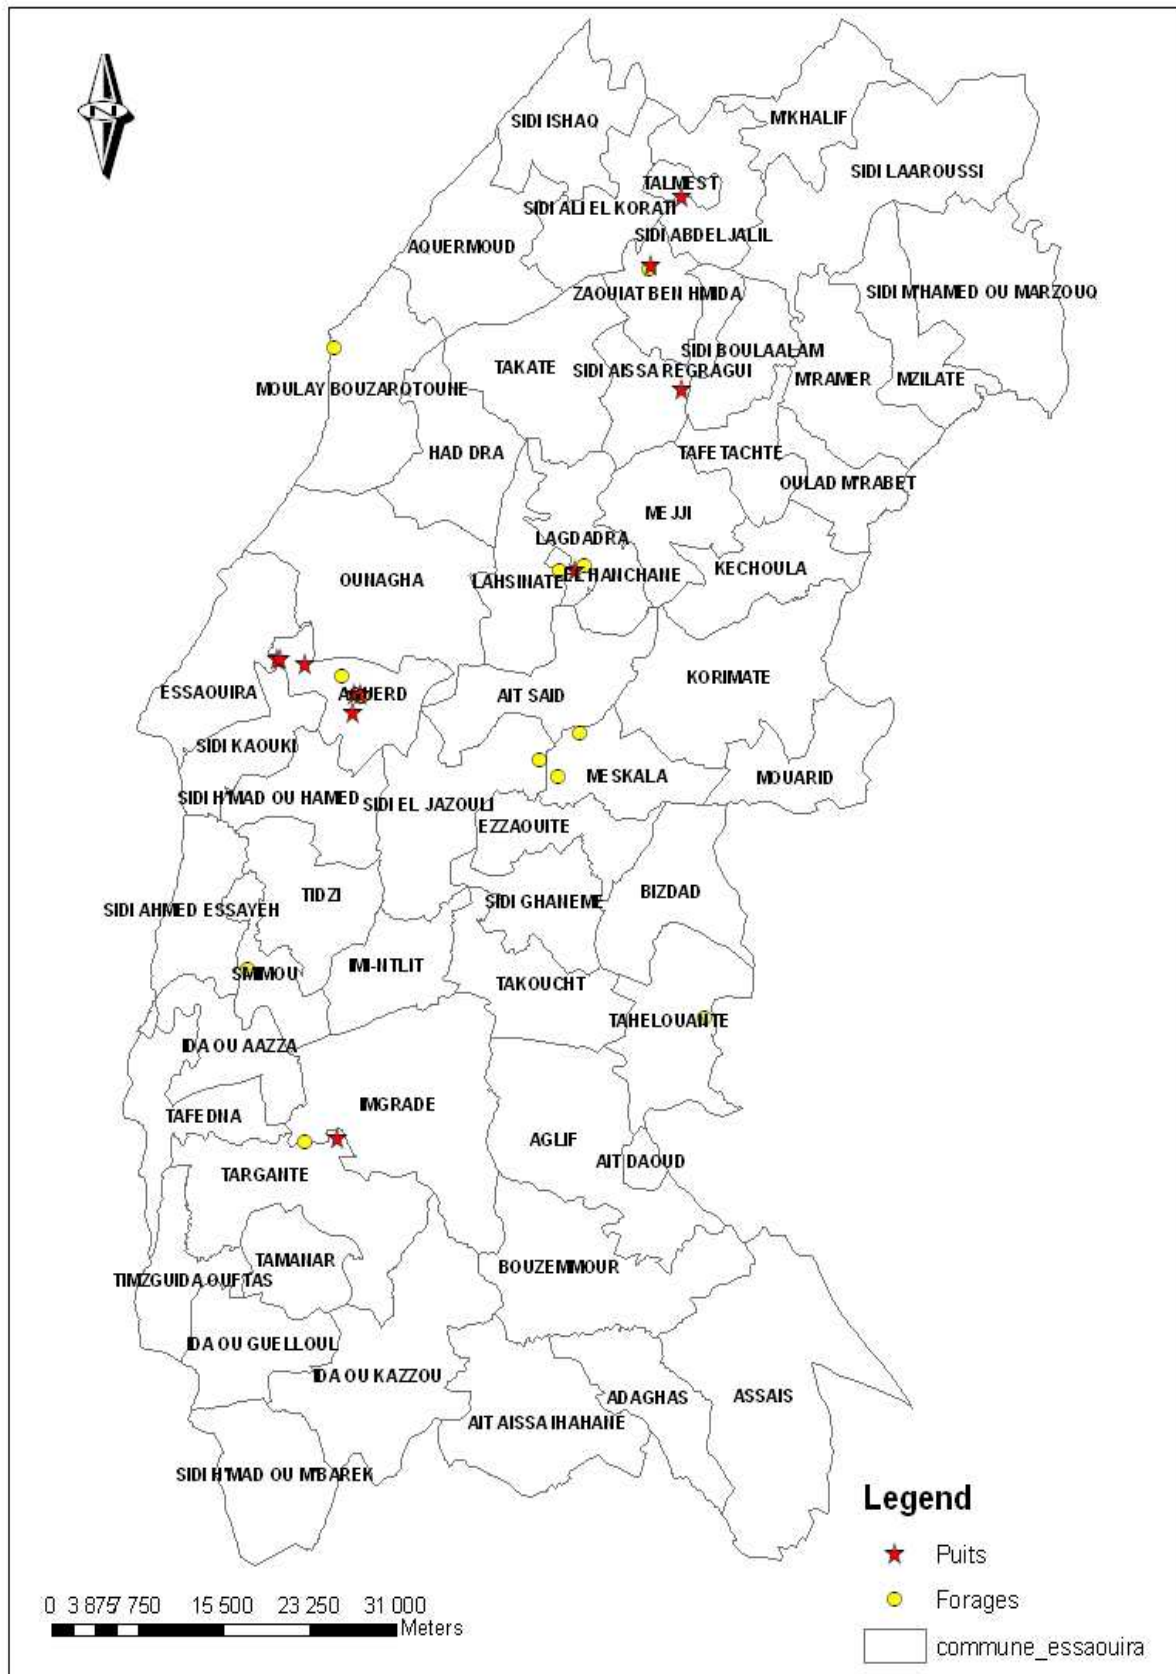 N
SIDI ISHAQ
M'KHALIF
SIDI LAAROUSSI
TALMEST
SIDI ALI EL KORATI
SIDI ABDELJALIL
AQUERMOUD
ZAOUIAT BEN HMIDA
SIDI M'HAMED OU MARZOUQ
SIDI BOULAALAM
TAKATE
SIDI AISSA REGRAGUI
M'RAMER
MZILATE
MOULAY BOUZARQTOUNE
HAD DRA
TAFETACHTE
OULAD M'RABET
MEJJI
LAGDADRA
KECHOULA
OUNAGHA
LAHSINATE
EL HANCHANE
KORIMATE
ESSAOUIRA
AGUERD
AIT SAID
SIDI KAOUKI
MESKALA
MOUARID
SIDI H'MAD OU HAMED
SIDI EL JAZOULI
EZZAOUITE
TIDZI
BIZDAD
SIDI AHMED ESSAYEH
SIDI GHANEME
SMIMOU
IMI-NTLIT
TAKOUCHT
TAHELOUANTE
IDA OU AAZZA
IMGRADE
TAFEDNA
AGLIF
AIT DAOUD
TARGANTE
TAMANAR
BOUZEMMOUR
TIMZGUIDA OUFTAS
IDA OU GUELLOUL
IDA OU KAZZOU
ADAGHAS
ASSAIS
AIT AISSA IHAHANE
SIDI H'MAD OU M'BAREK
Legend
Puits
Forages
commune_essaouira
0 3 875 7 750 15 500 23 250 31 000
Meters